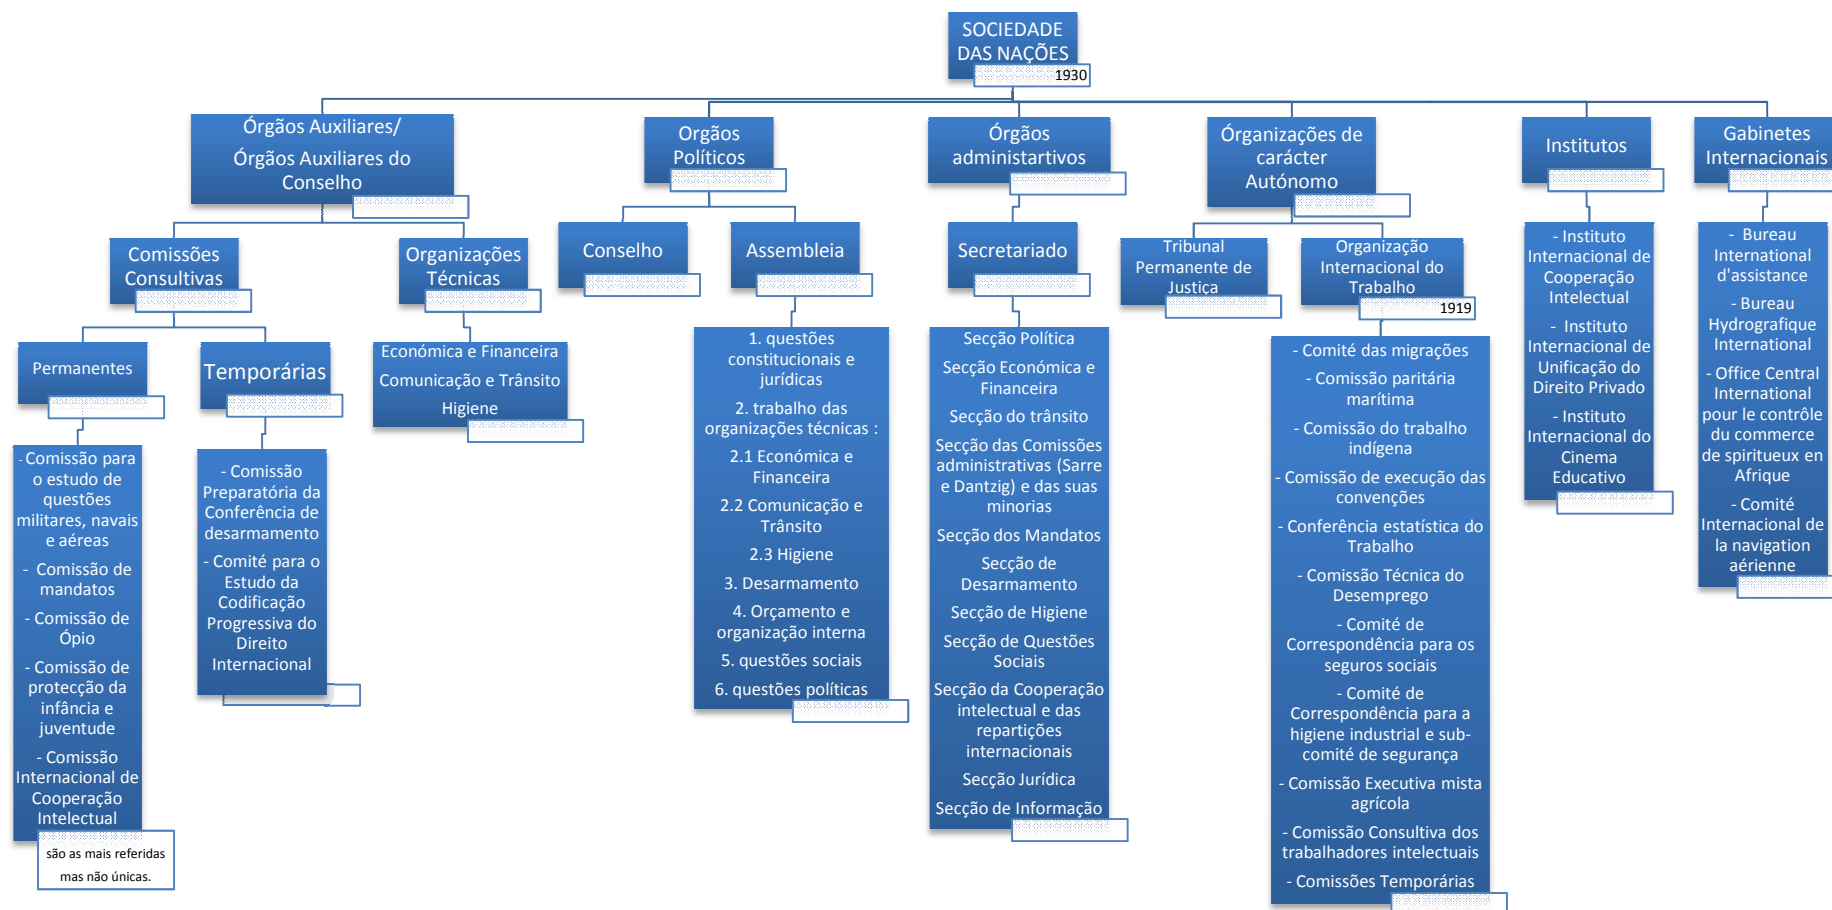 SOCIEDADE
DAS NAÇÕES
1930
Órgãos Auxiliares/
Órgãos Auxiliares do
Conselho
Orgãos
Políticos
Órgãos
administartivos
Órganizações de
carácter
Autónomo
Institutos
Gabinetes
Internacionais
Comissões
Consultivas
Organizações
Técnicas
Conselho
Assembleia
Secretariado
Tribunal
Permanente de
Justica
Organização
Internacional do
Trabalho
1919
- Instituto
Internacional de
Cooperação
Intelectual
- Instituto
Internacional de
Unificação do
Direito Privado
- Instituto
Internacional do
Cinema
Educativo
- Bureau
International
d'assistance
- Bureau
Hydrografique
International
- Office Central
International
pour le contrôle
du commerce
de spiritueux en
Afrique
- Comité
Internacional de
la navigation
aérienne
Permanentes
Temporárias
Económica e Financeira
Comunicação e Trânsito
Higiene
1. questões
constitucionais e
jurídicas
2. trabalho das
organizações técnicas :
2.1 Económica e
Financeira
2.2 Comunicação e
Trânsito
2.3 Higiene
3. Desarmamento
4. Orçamento e
organização interna
5. questões sociais
6. questões políticas
Secção Política
Secção Económica e
Financeira
Secção do trânsito
Secção das Comissões
administrativas (Sarre
e Dantzig) e das suas
minorias
Secção dos Mandatos
Secção de
Desarmamento
Secção de Higiene
Secção de Questões
Sociais
Secção da Cooperação
intelectual e das
repartições
internacionais
Secção Jurídica
Secção de Informação
- Comité das migrações
- Comissão paritária
marítima
- Comissão do trabalho
indígena
- Comissão de execução das
convenções
- Conferência estatística do
Trabalho
- Comissão Técnica do
Desemprego
- Comité de
Correspondência para os
seguros sociais
- Comité de
Correspondência para a
higiene industrial e sub-
comité de segurança
- Comissão Executiva mista
agrícola
- Comissão Consultiva dos
trabalhadores intelectuais
- Comissões Temporárias
- Comissão para
o estudo de
questões
militares, navais
e aéreas
- Comissão de
mandatos
- Comissão de
Ópio
- Comissão de
protecção da
infância e
juventude
- Comissão
Internacional de
Cooperação
Intelectual
são as mais referidas
mas não únicas.
- Comissão
Preparatória da
Conferência de
desarmamento
- Comité para o
Estudo da
Codificação
Progressiva do
Direito
Internacional